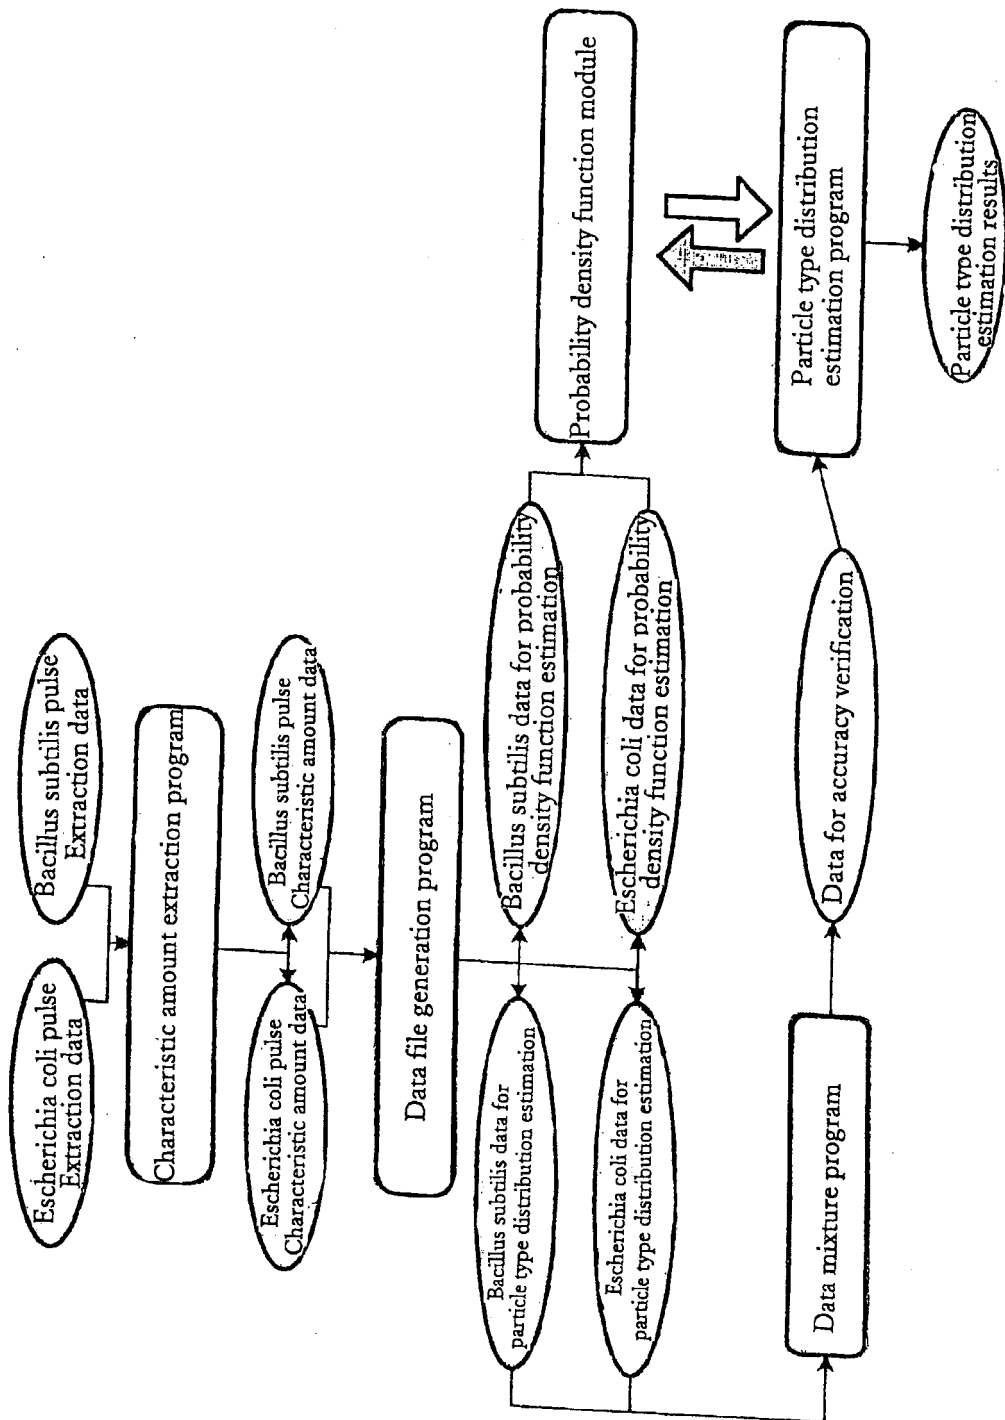 Escherichia coli pulse
Extraction data
Bacillus subtilis pulse
Extraction data
Characteristic amount extraction program
Escherichia coli pulse
Characteristic amount data
Bacillus subtilis pulse
Characteristic amount data
Data file generation program
Bacillus subtilis data for
particle type distribution estimation
Bacillus subtilis data for probability
density function estimation
Escherichia coli data for
particle type distribution estimation
Escherichia coli data for probability
density function estimation
Probability density function module
Data mixture program
Data for accuracy verification
Particle type distribution
estimation program
Particle type distribution
estimation results